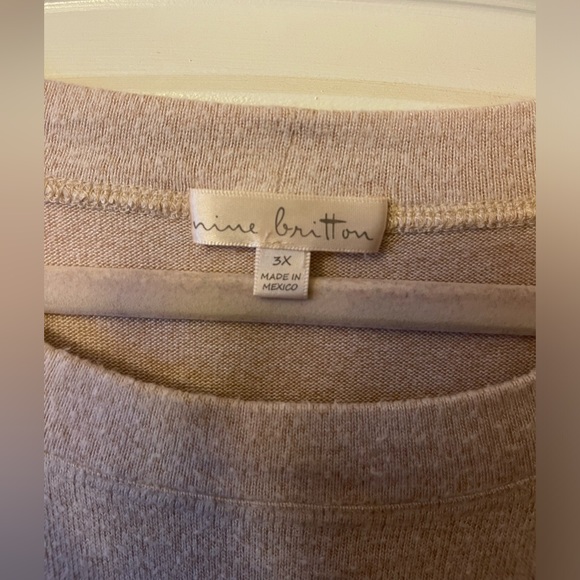 nine britton
3X
MADE IN
MEXICO